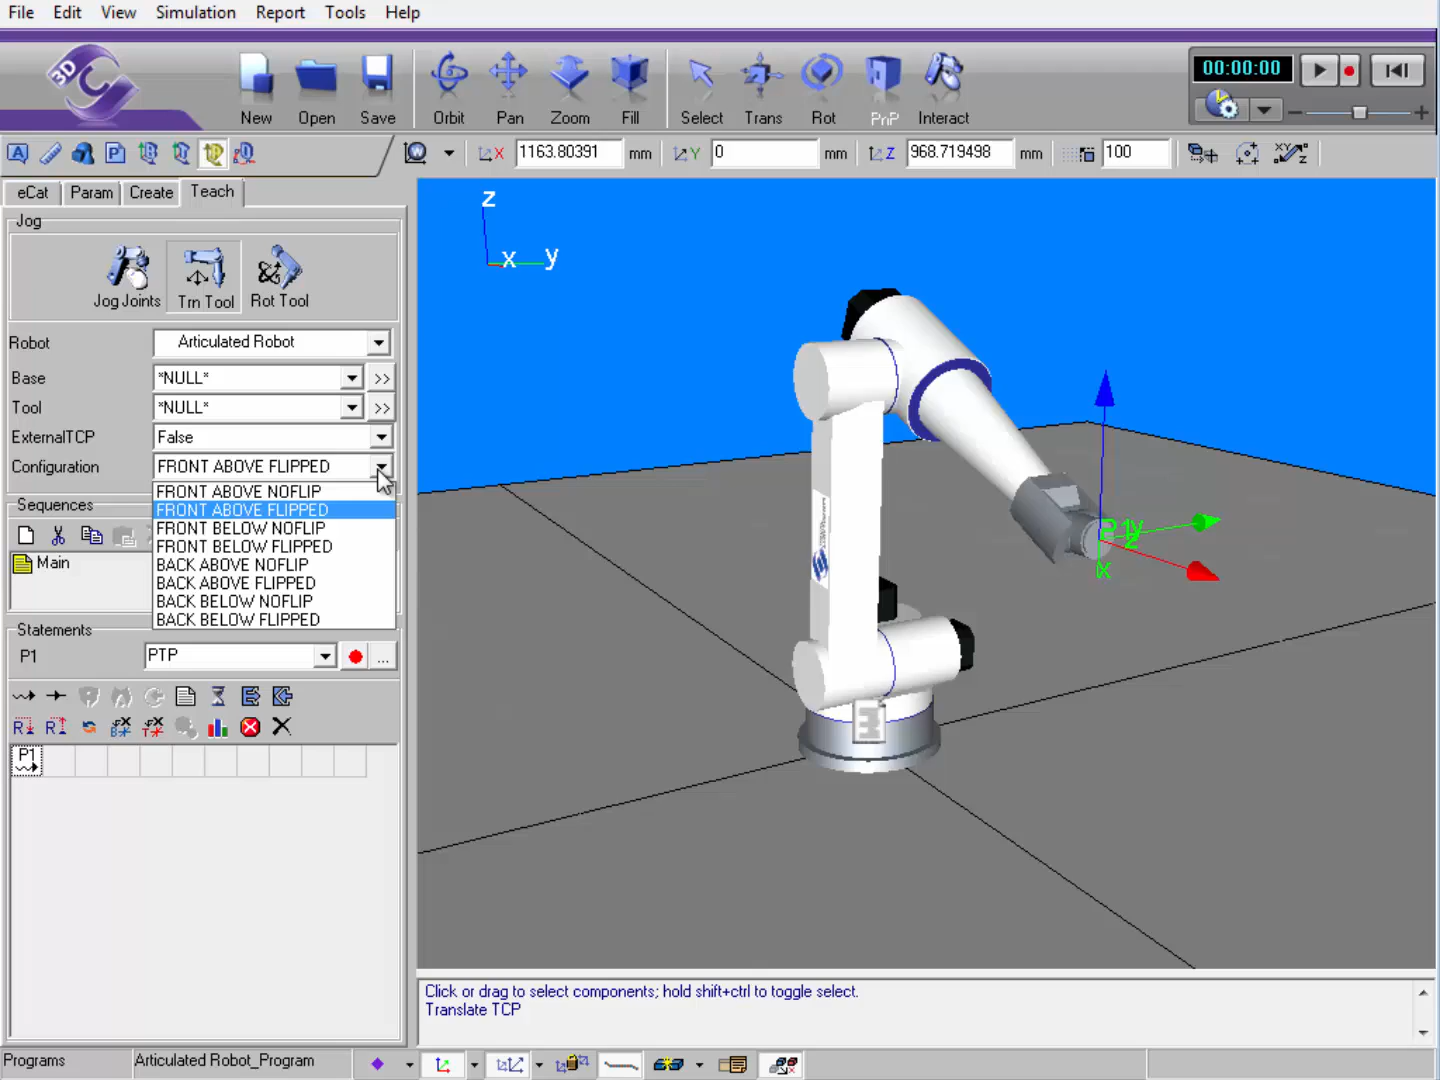 File Edit View Simulation Report Tools Help
3D
New Open Save Orbit Pan Zoom Fill Select Trans Rot PnP Interact
00:00:00
X 1163.80391 mm Y 0 mm Z 968.719498 mm 100
eCat Param Create Teach
Jog
Jog Joints Trn Tool Rot Tool
Robot Articulated Robot
Base *NULL* >>
Tool *NULL* >>
ExternalTCP False
Configuration FRONT ABOVE FLIPPED
FRONT ABOVE NOFLIP
FRONT ABOVE FLIPPED
FRONT BELOW NOFLIP
FRONT BELOW FLIPPED
BACK ABOVE NOFLIP
BACK ABOVE FLIPPED
BACK BELOW NOFLIP
BACK BELOW FLIPPED
Sequences
Main
Statements
P1 PTP ...
P1
z
x y
Click or drag to select components; hold shift+ctrl to toggle select.
Translate TCP
Programs Articulated Robot_Program